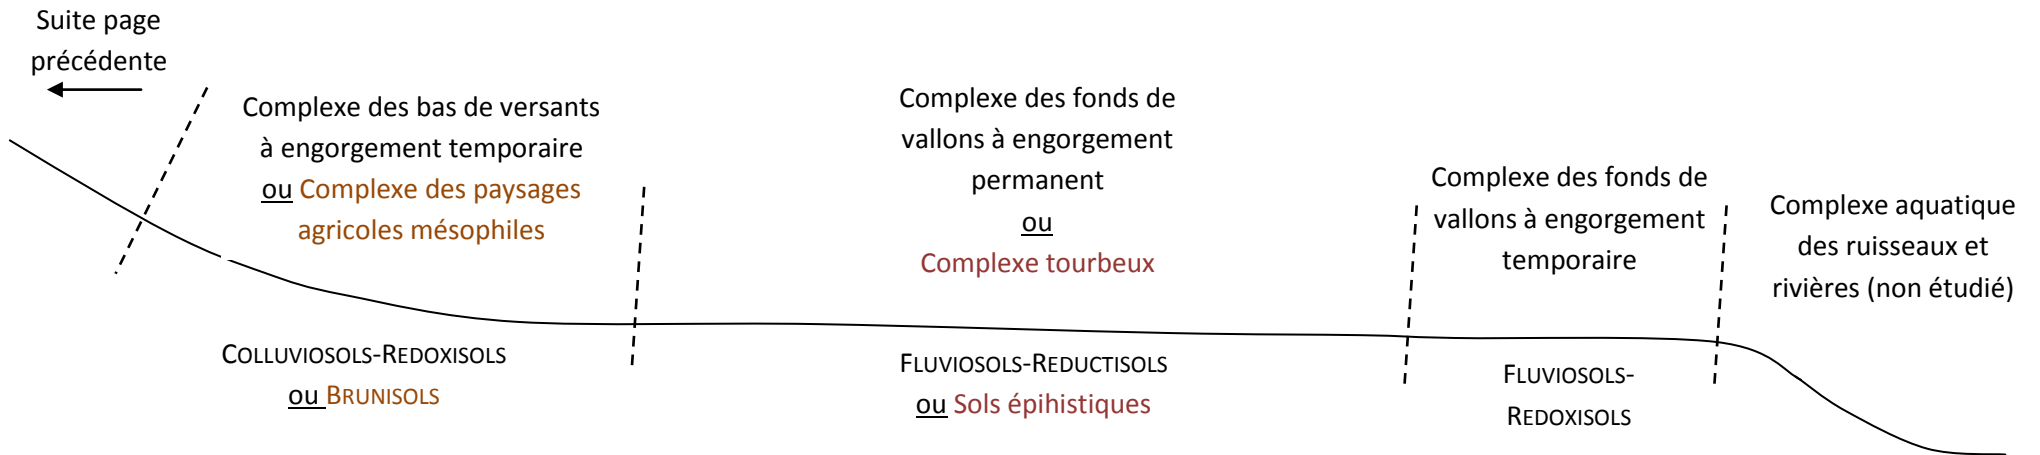 Suite page
précédente
Complexe des bas de versants
à engorgement temporaire
ou Complexe des paysages
agricoles mésophiles
Complexe des fonds de
vallons à engorgement
permanent
ou
Complexe tourbeux
Complexe des fonds de
vallons à engorgement
temporaire
Complexe aquatique
des ruisseaux et
rivières (non étudié)
COLLUVIOSOLS-REDOXISOLS
ou BRUNISOLS
FLUVIOSOLS-REDUCTISOLS
ou Sols épihistiques
FLUVIOSOLS-
REDOXISOLS